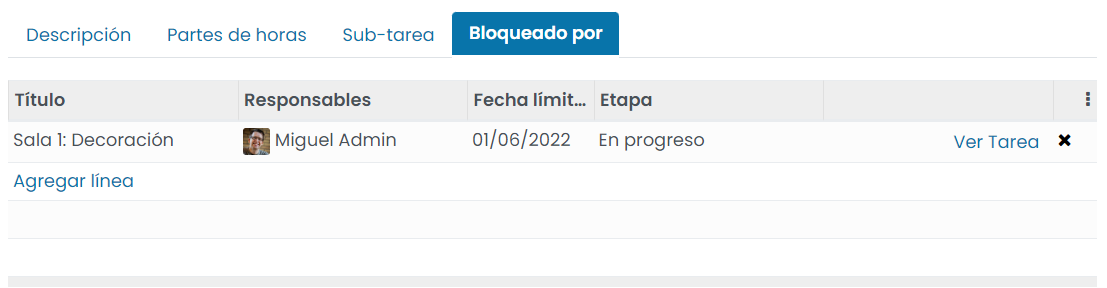 Descripción Partes de horas Sub-tarea Bloqueado por
Título Responsables Fecha límit... Etapa
Sala 1: Decoración Miguel Admin 01/06/2022 En progreso Ver Tarea
Agregar línea